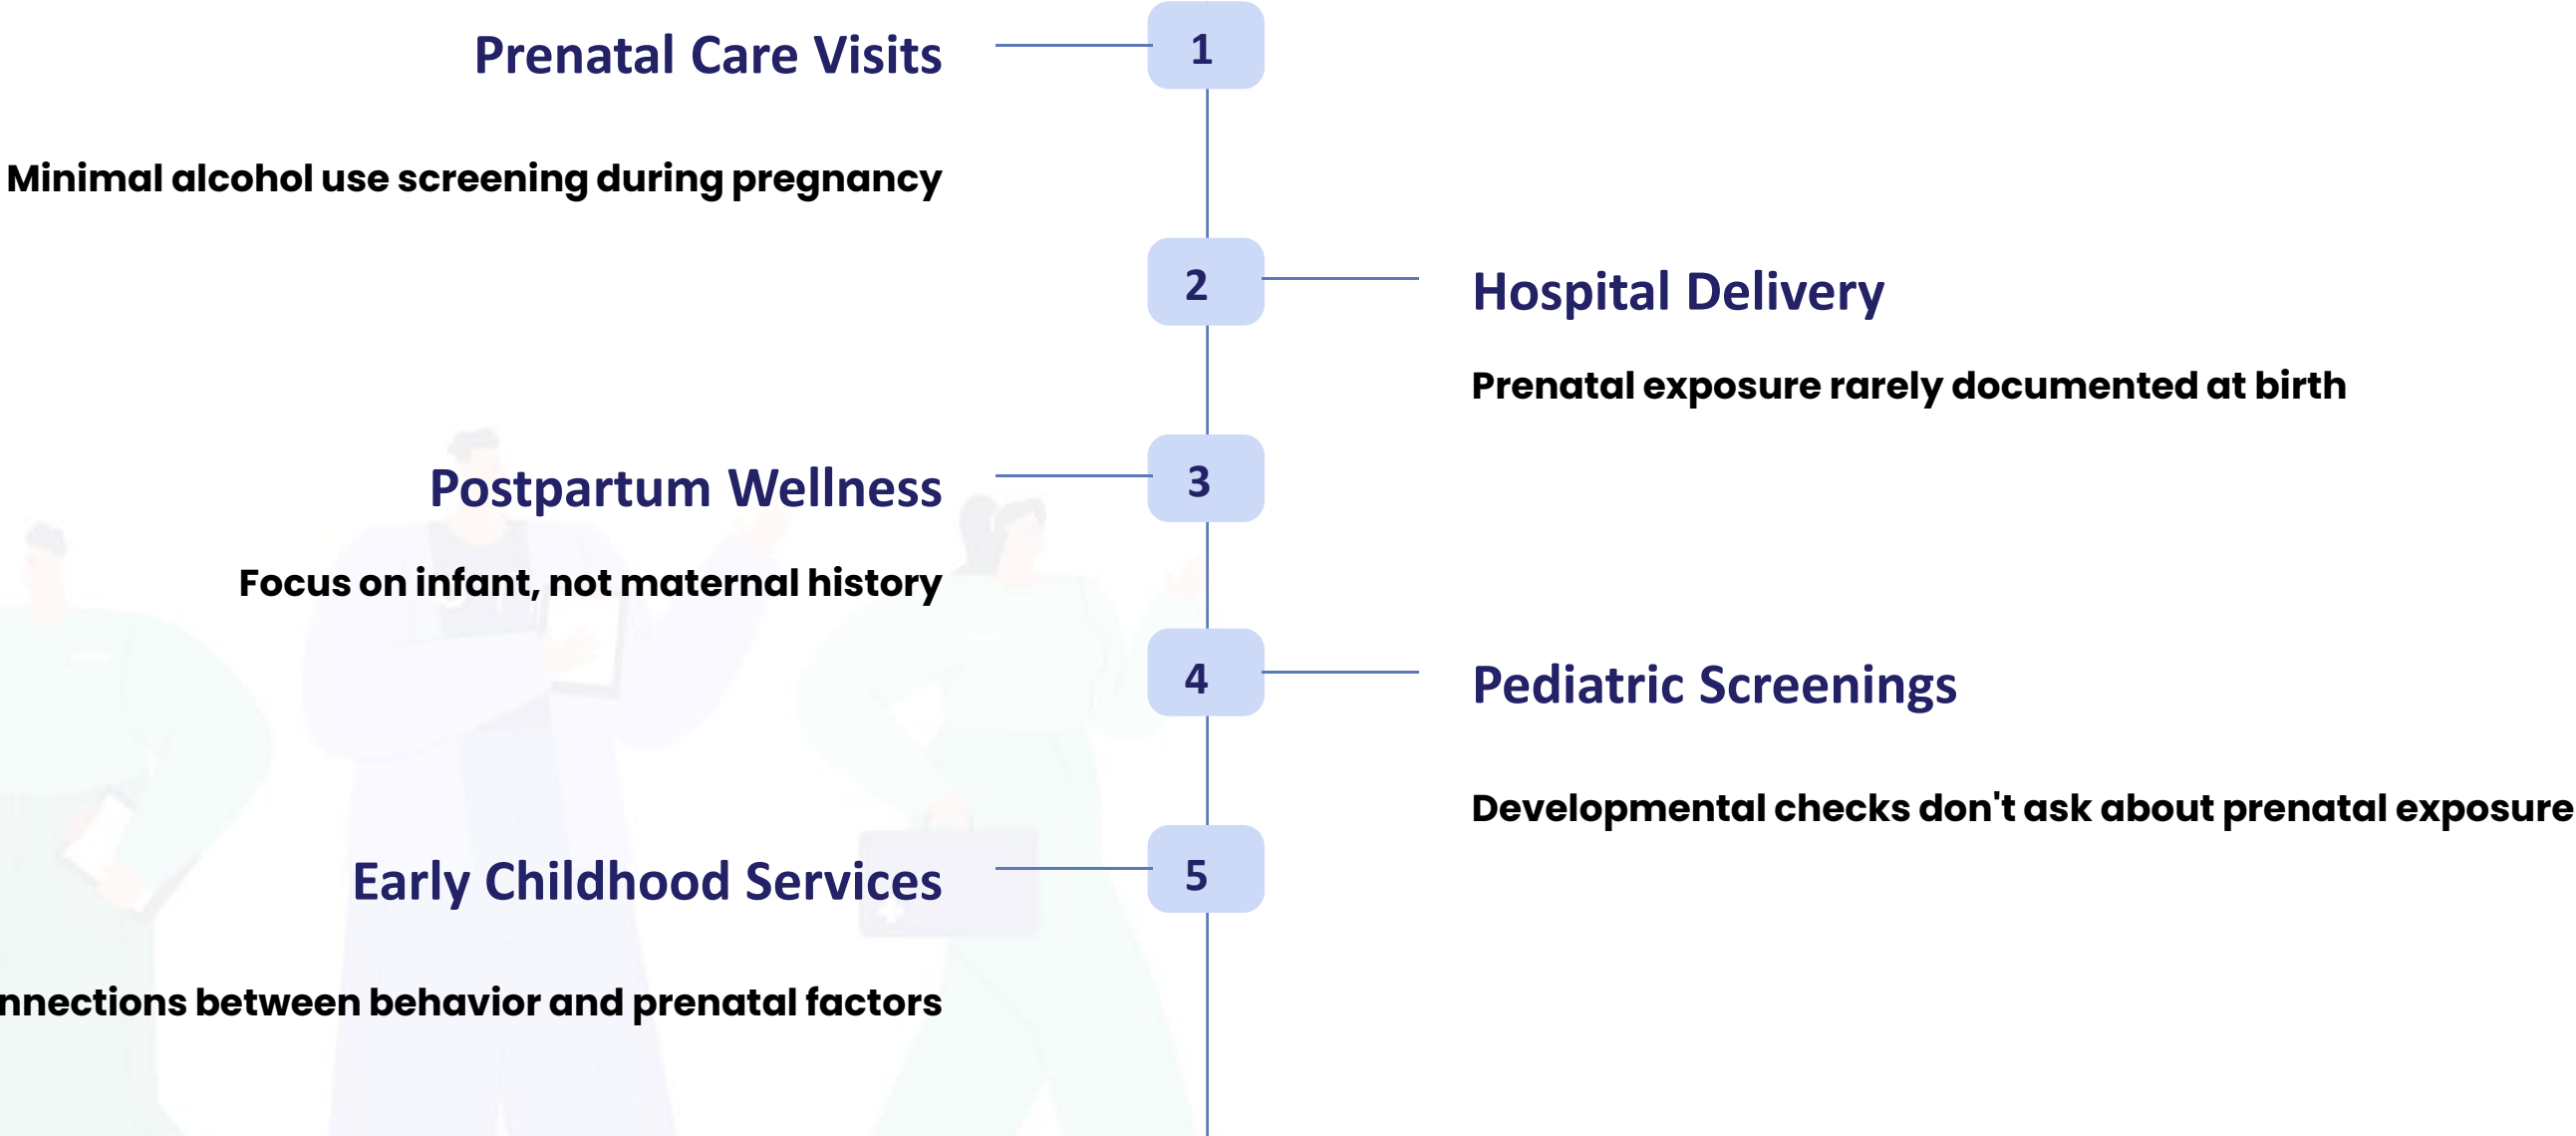 Prenatal Care Visits
1
Minimal alcohol use screening during pregnancy
2
Hospital Delivery
Prenatal exposure rarely documented at birth
Postpartum Wellness
3
Focus on infant, not maternal history
4
Pediatric Screenings
Developmental checks don't ask about prenatal exposure
Early Childhood Services
5
between behavior and prenatal factors